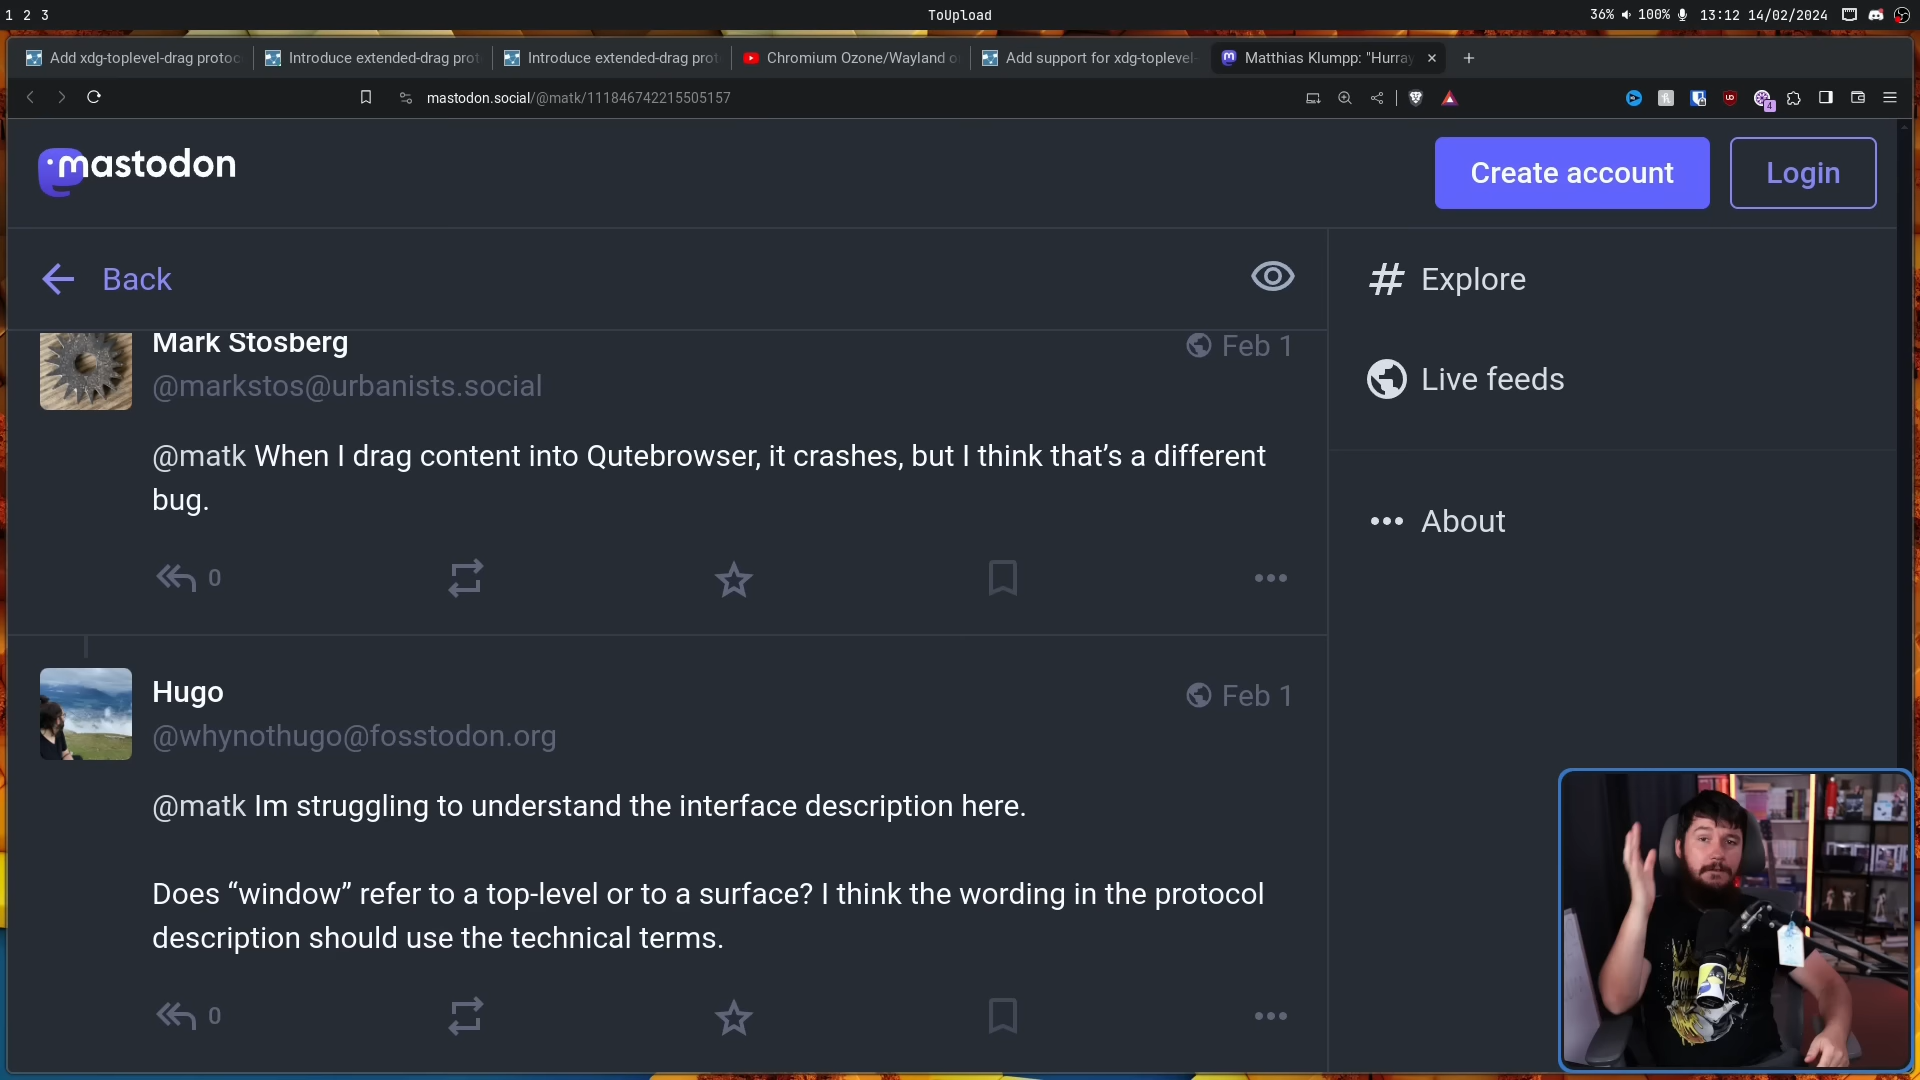 1 2 3
ToUpload
36% 100% 13:12 14/02/2024
Add xdg-toplevel-drag protoc
Introduce extended-drag prot
Introduce extended-drag prot
Chromium Ozone/Wayland o
Add support for xdg-toplevel-
Matthias Klumpp: "Hurray
mastodon.social/@matk/111846742215505157
4
mastodon
Create account
Login
Back
Explore
Live feeds
About
Mark Stosberg
Feb 1
@markstos@urbanists.social
@matk When I drag content into Qutebrowser, it crashes, but I think that’s a different
bug.
0
Hugo
Feb 1
@whynothugo@fosstodon.org
@matk Im struggling to understand the interface description here.
Does “window” refer to a top-level or to a surface? I think the wording in the protocol
description should use the technical terms.
0